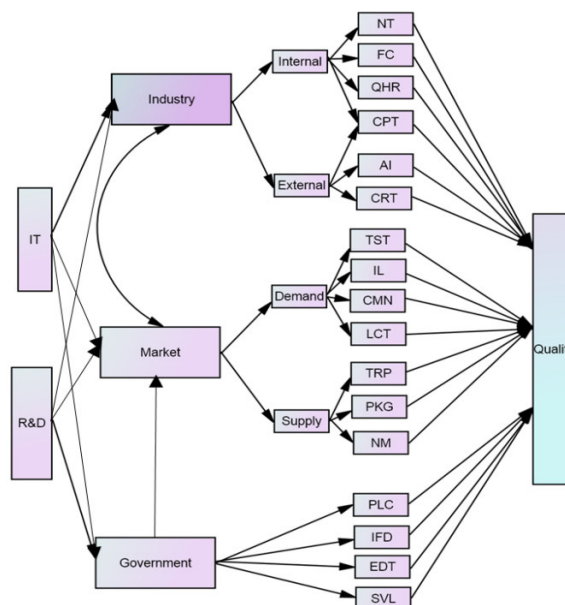 NT
FC
Internal
QHR
Industry
CPT
AI
External
CRT
IT
TST
IL
Demand
CMN
LCT
Market
Quality
TRP
R&D
PKG
Supply
NM
PLC
IFD
Government
EDT
SVL